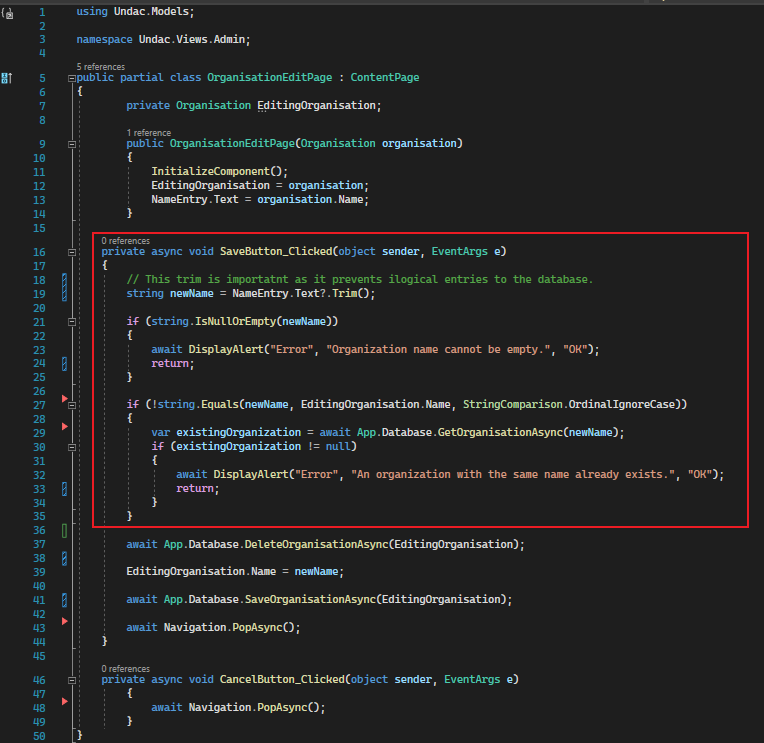 1 using Undac.Models;
2
3 namespace Undac.Views.Admin;
4
5 references
5 public partial class OrganisationEditPage : ContentPage
6 {
7 private Organisation EditingOrganisation;
8
1 reference
9 public OrganisationEditPage(Organisation organisation)
10 {
11 InitializeComponent();
12 EditingOrganisation = organisation;
13 NameEntry.Text = organisation.Name;
14 }
15
0 references
16 private async void SaveButton_Clicked(object sender, EventArgs e)
17 {
18 // This trim is importatnt as it prevents ilogical entries to the database.
19 string newName = NameEntry.Text?.Trim();
20
21 if (string.IsNullOrEmpty(newName))
22 {
23 await DisplayAlert("Error", "Organization name cannot be empty.", "OK");
24 return;
25 }
26
27 if (!string.Equals(newName, EditingOrganisation.Name, StringComparison.OrdinalIgnoreCase))
28 {
29 var existingOrganization = await App.Database.GetOrganisationAsync(newName);
30 if (existingOrganization != null)
31 {
32 await DisplayAlert("Error", "An organization with the same name already exists.", "OK");
33 return;
34 }
35 }
36
37 await App.Database.DeleteOrganisationAsync(EditingOrganisation);
38
39 EditingOrganisation.Name = newName;
40
41 await App.Database.SaveOrganisationAsync(EditingOrganisation);
42
43 await Navigation.PopAsync();
44 }
45
0 references
46 private async void CancelButton_Clicked(object sender, EventArgs e)
47 {
48 await Navigation.PopAsync();
49 }
50 }